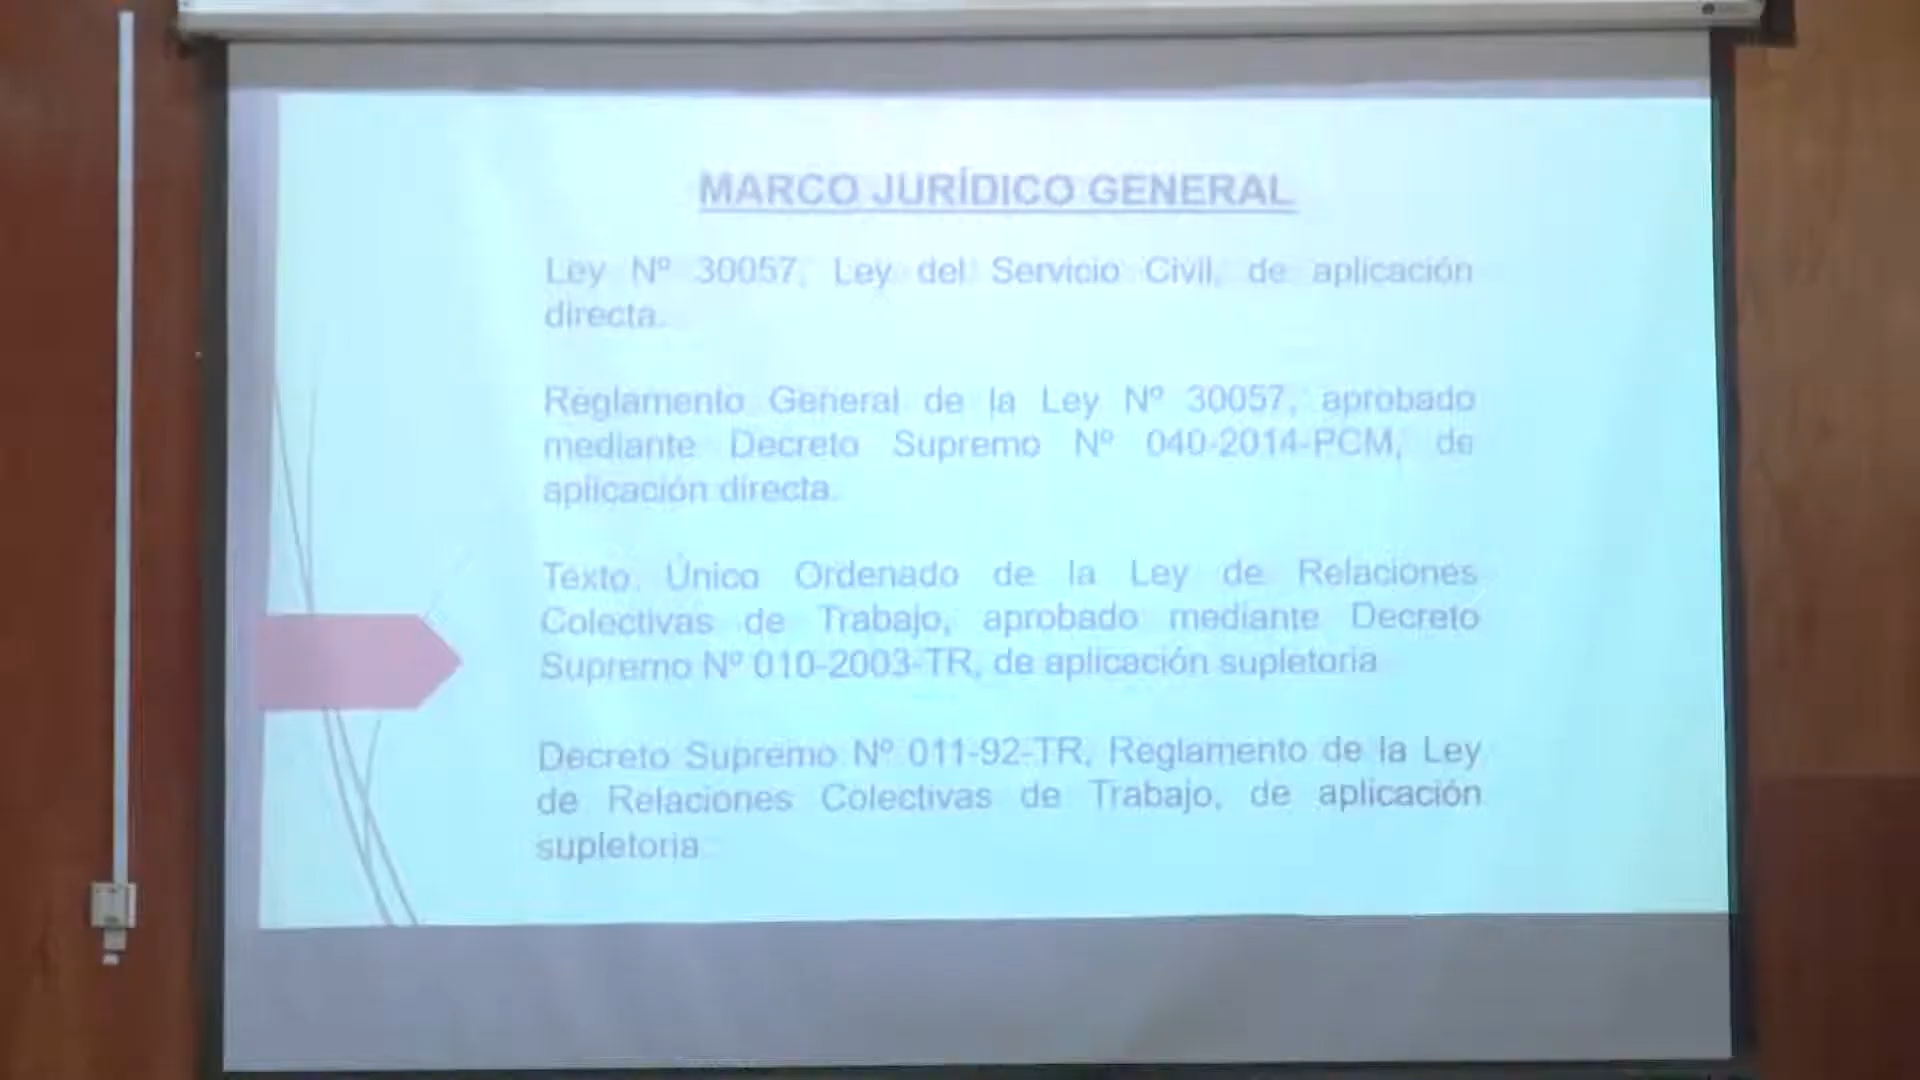 MARCO JURÍDICO GENERAL
Ley Nº 30057, Ley del Servicio Civil, de aplicación
directa.
Reglamento General de la Ley Nº 30057, aprobado
mediante Decreto Supremo Nº 040-2014-PCM, de
aplicación directa.
Texto Único Ordenado de la Ley de Relaciones
Colectivas de Trabajo, aprobado mediante Decreto
Supremo Nº 010-2003-TR, de aplicación supletoria
Decreto Supremo Nº 011-92-TR, Reglamento de la Ley
de Relaciones Colectivas de Trabajo, de aplicación
supletoria